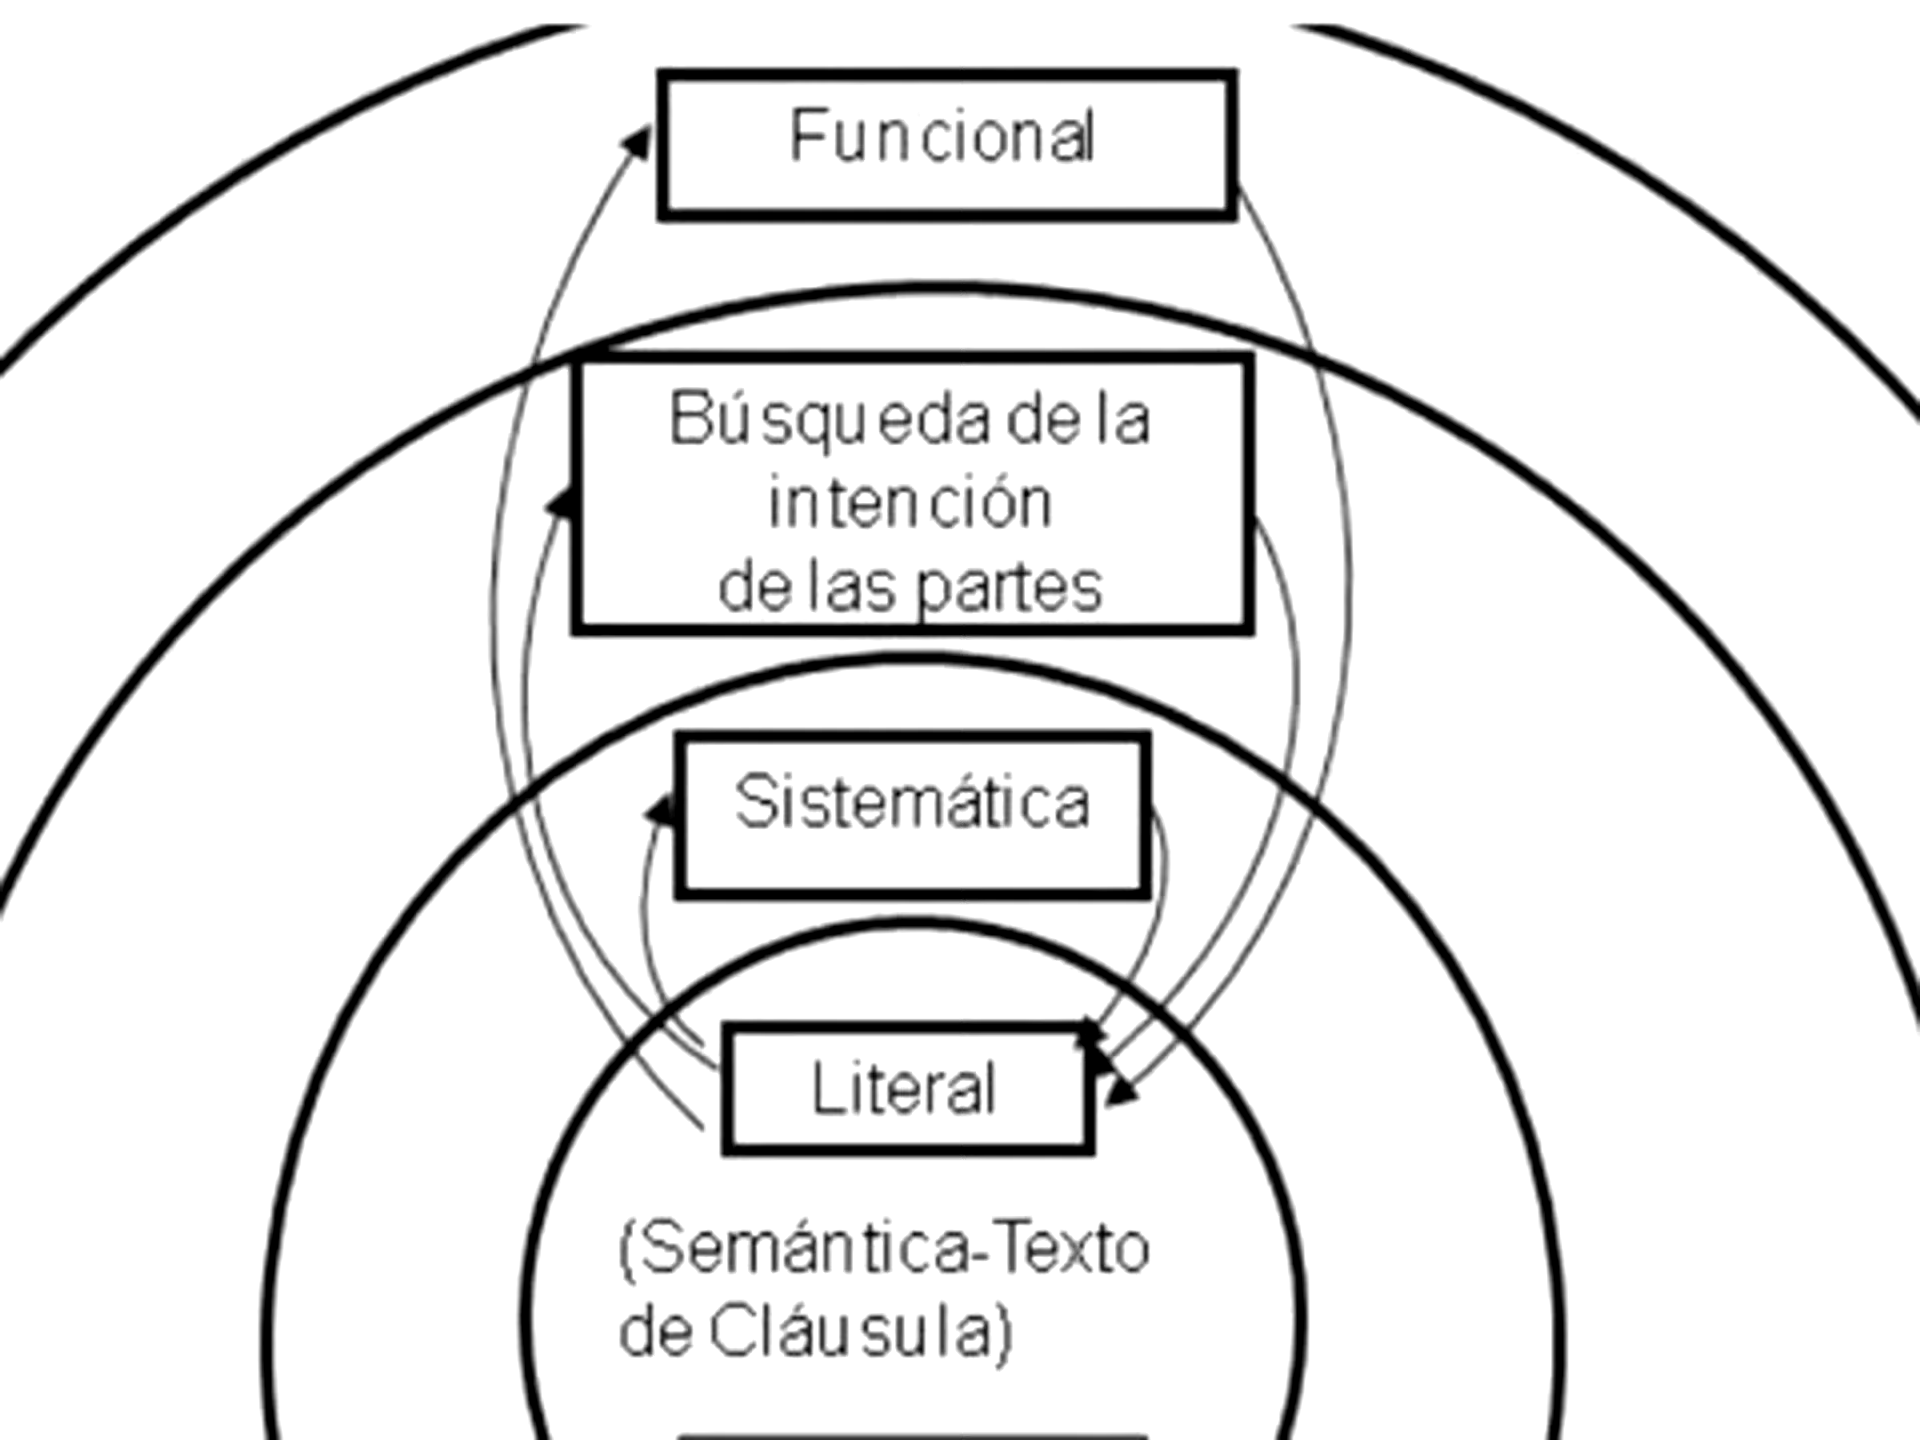 Funcional
Búsqueda de la
intención
de las partes
Sistemática
Literal
(Semántica-Texto
de Cláusula)